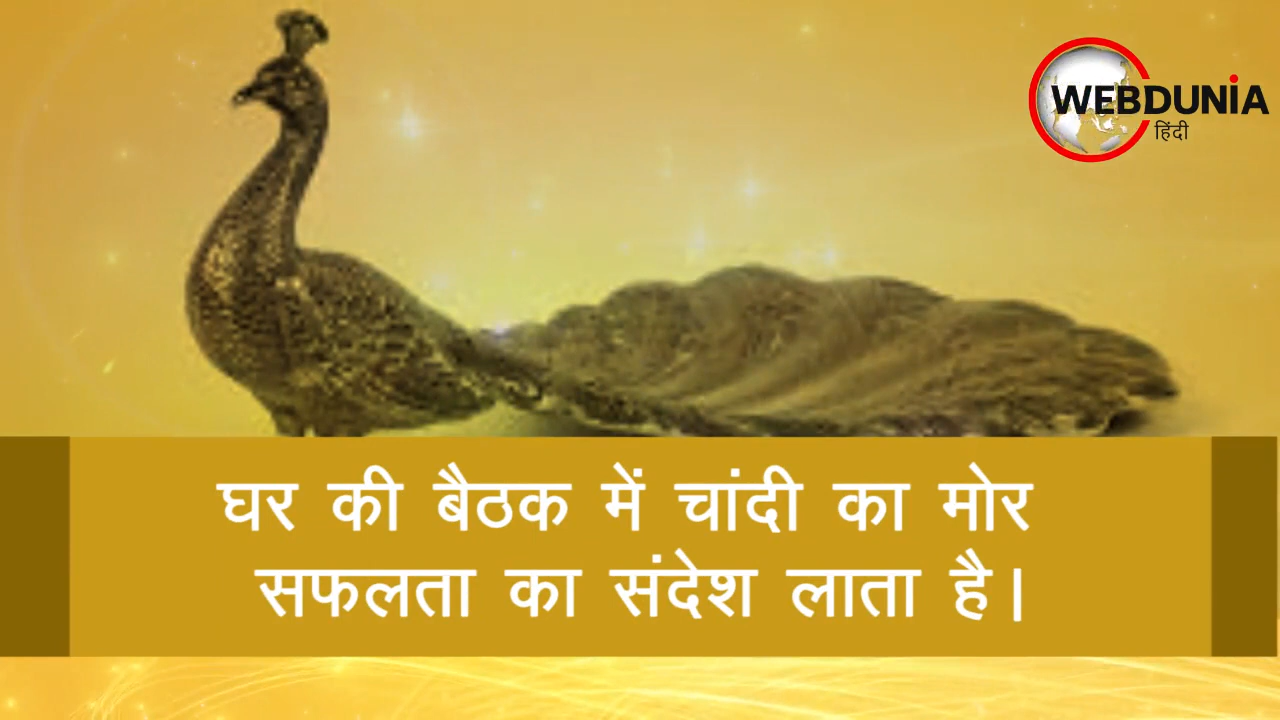 WEBDUNIA
हिंदी
घर की बैठक में चांदी का मोर
सफलता का संदेश लाता है।